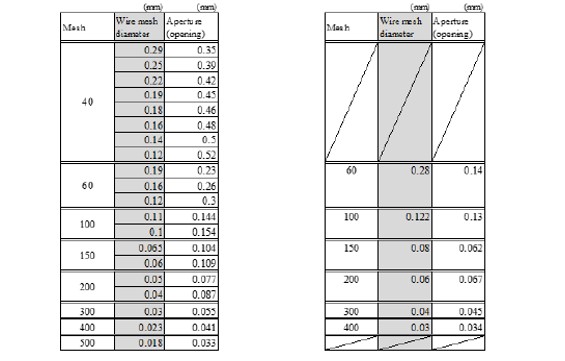 (mm) (mm)
Mesh Wire mesh diameter Aperture (opening)
40 0.29 0.35
0.25 0.39
0.22 0.42
0.19 0.45
0.18 0.46
0.16 0.48
0.14 0.5
0.12 0.52
60 0.19 0.23
0.16 0.26
0.12 0.3
100 0.11 0.144
0.1 0.154
150 0.065 0.104
0.06 0.109
200 0.05 0.077
0.04 0.087
300 0.03 0.055
400 0.023 0.041
500 0.018 0.033
(mm) (mm)
Mesh Wire mesh diameter Aperture (opening)
60 0.28 0.14
100 0.122 0.13
150 0.08 0.062
200 0.06 0.067
300 0.04 0.045
400 0.03 0.034